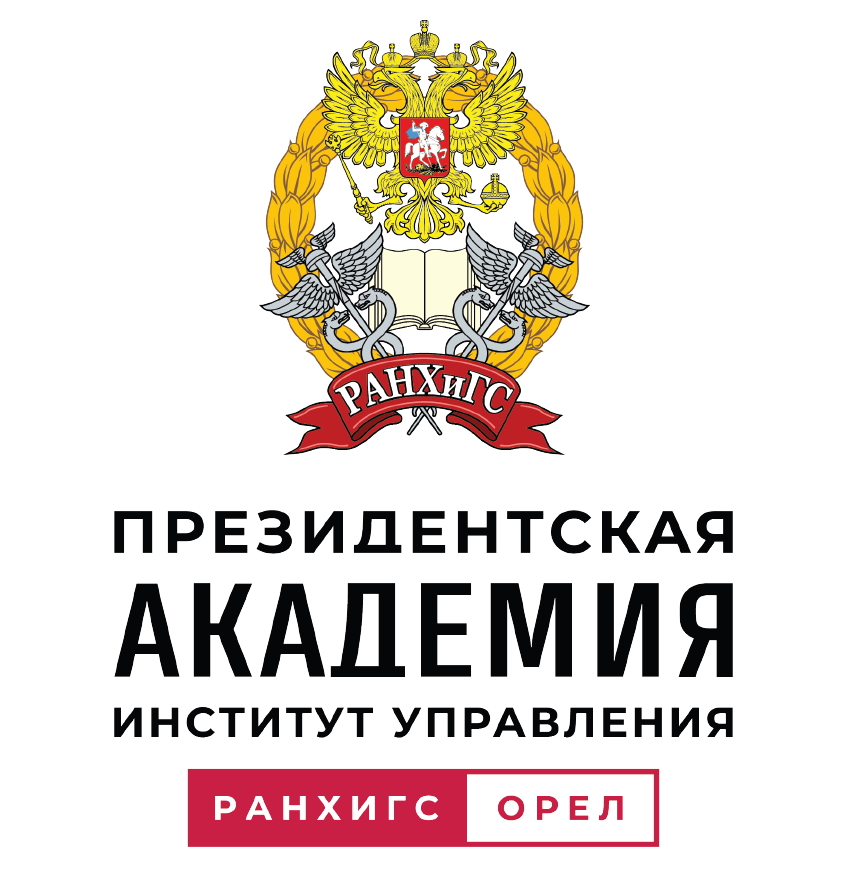 РАНХиГС
ПРЕЗИДЕНТСКАЯ
АКАДЕМИЯ
ИНСТИТУТ УПРАВЛЕНИЯ
РАНХИГС ОРЕЛ